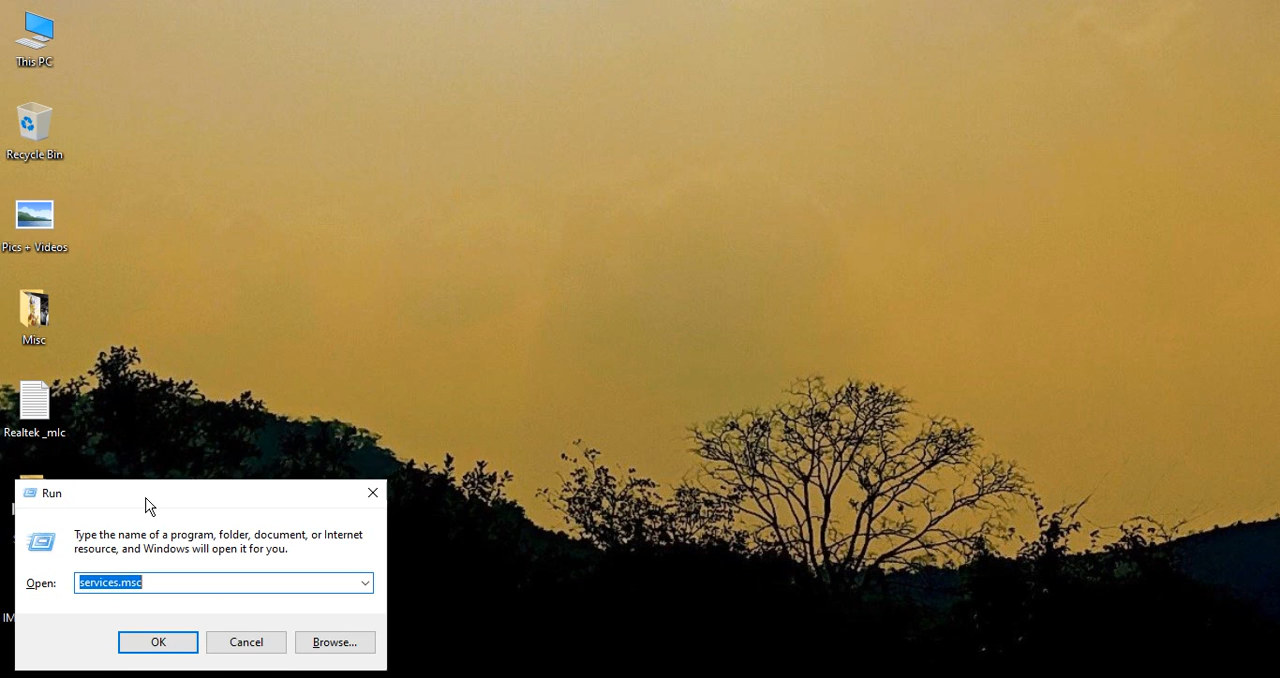 This PC
Recycle Bin
Pics + Videos
Misc
Realtek _mlc
Run
Type the name of a program, folder, document, or Internet
resource, and Windows will open it for you.
Open:
services.msc
OK
Cancel
Browse...
IM